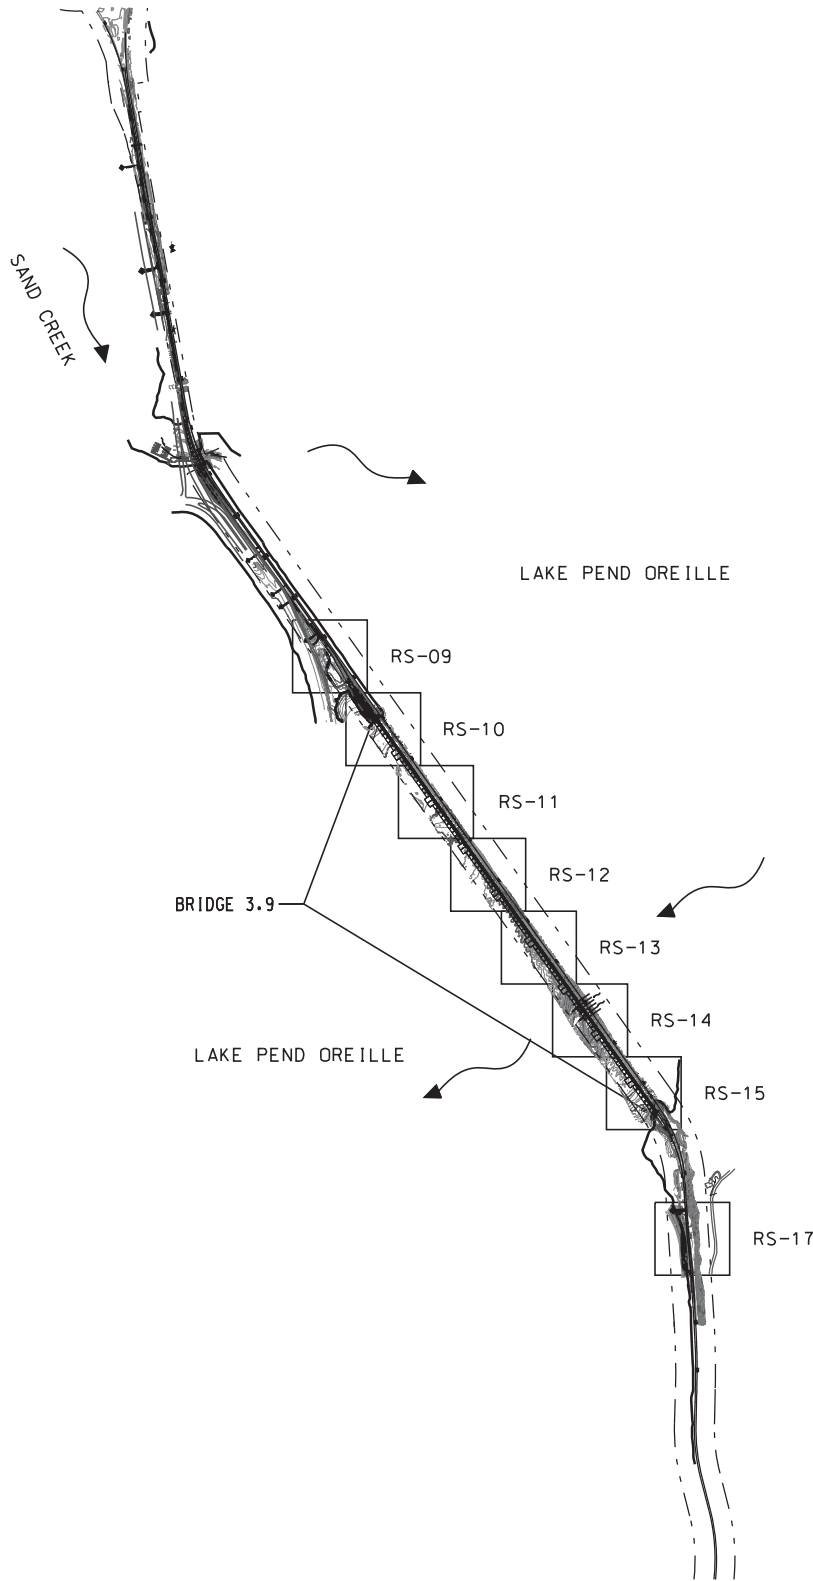 SAND CREEK
LAKE PEND OREILLE
RS-09
RS-10
RS-11
RS-12
BRIDGE 3.9
RS-13
RS-14
LAKE PEND OREILLE
RS-15
RS-17